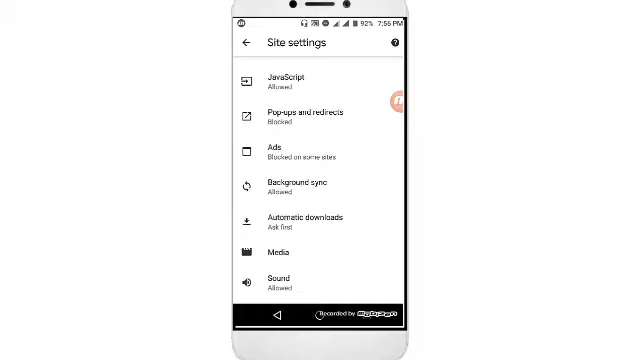 92% 7:56 PM
Site settings
JavaScript
Allowed
Pop-ups and redirects
Blocked
Ads
Blocked on some sites
Background sync
Allowed
Automatic downloads
Ask first
Media
Sound
Allowed
Recorded by